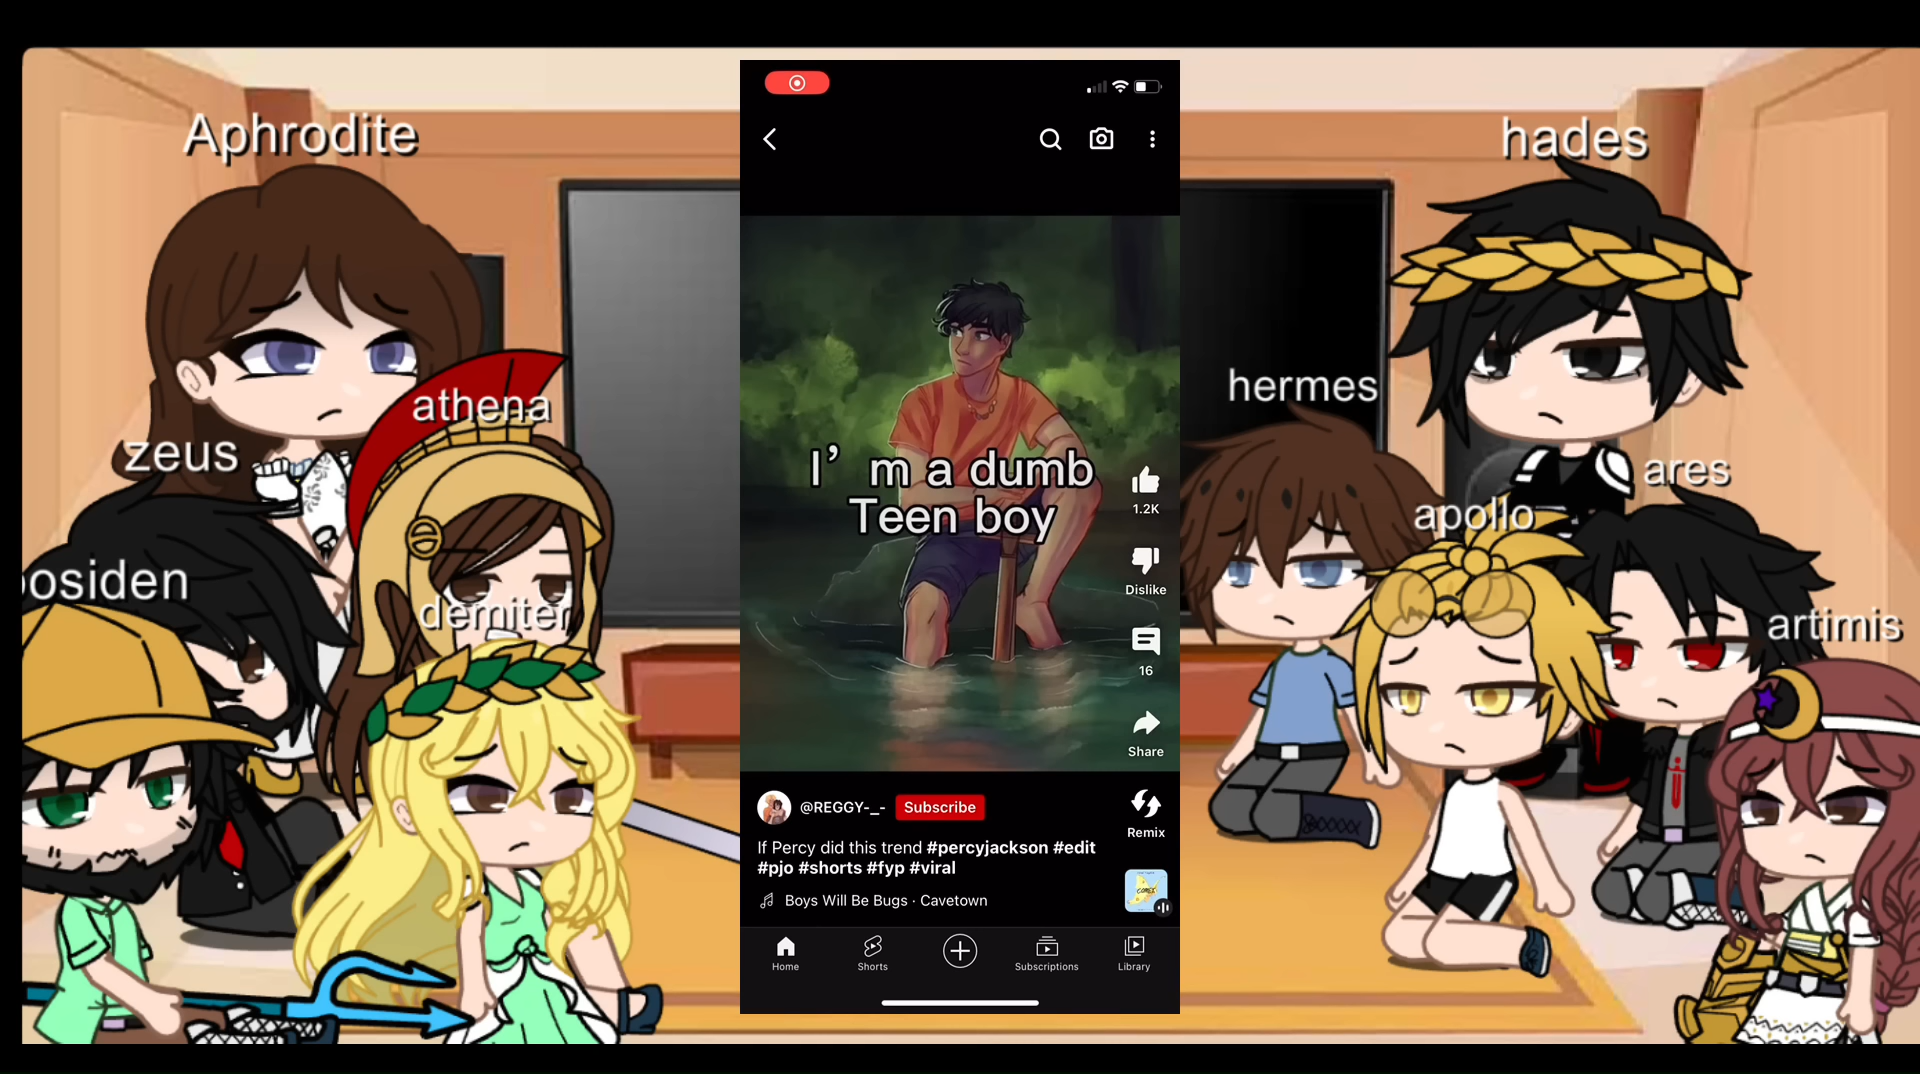 Aphrodite
athena
zeus
osiden
demiter
hades
hermes
ares
apollo
artimis
I'm a dumb
Teen boy
1.2K
Dislike
16
Share
Remix
@REGGY-_-
Subscribe
If Percy did this trend #percyjackson #edit
#pjo #shorts #fyp #viral
Boys Will Be Bugs · Cavetown
Home
Shorts
Subscriptions
Library